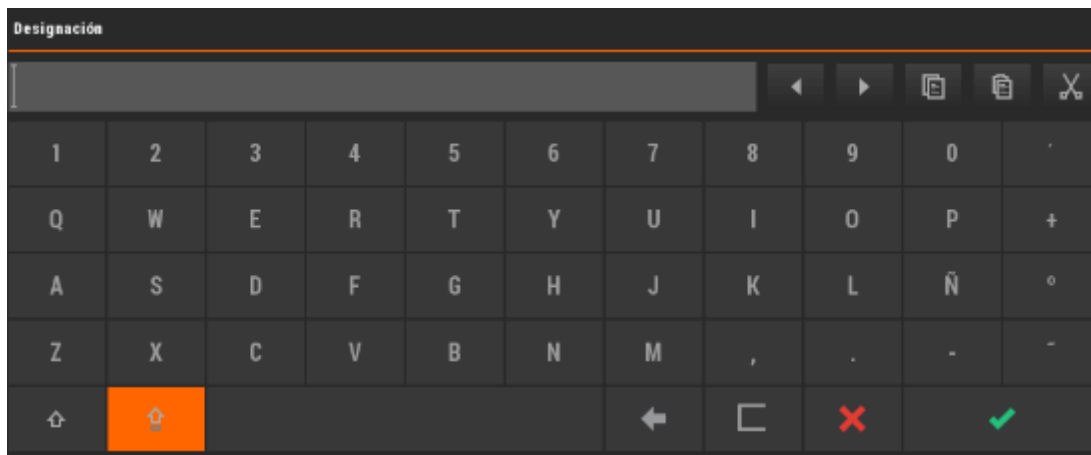 Designación
1 2 3 4 5 6 7 8 9 0 '
Q W E R T Y U I O P +
A S D F G H J K L Ñ º
Z X C V B N M , . - ~